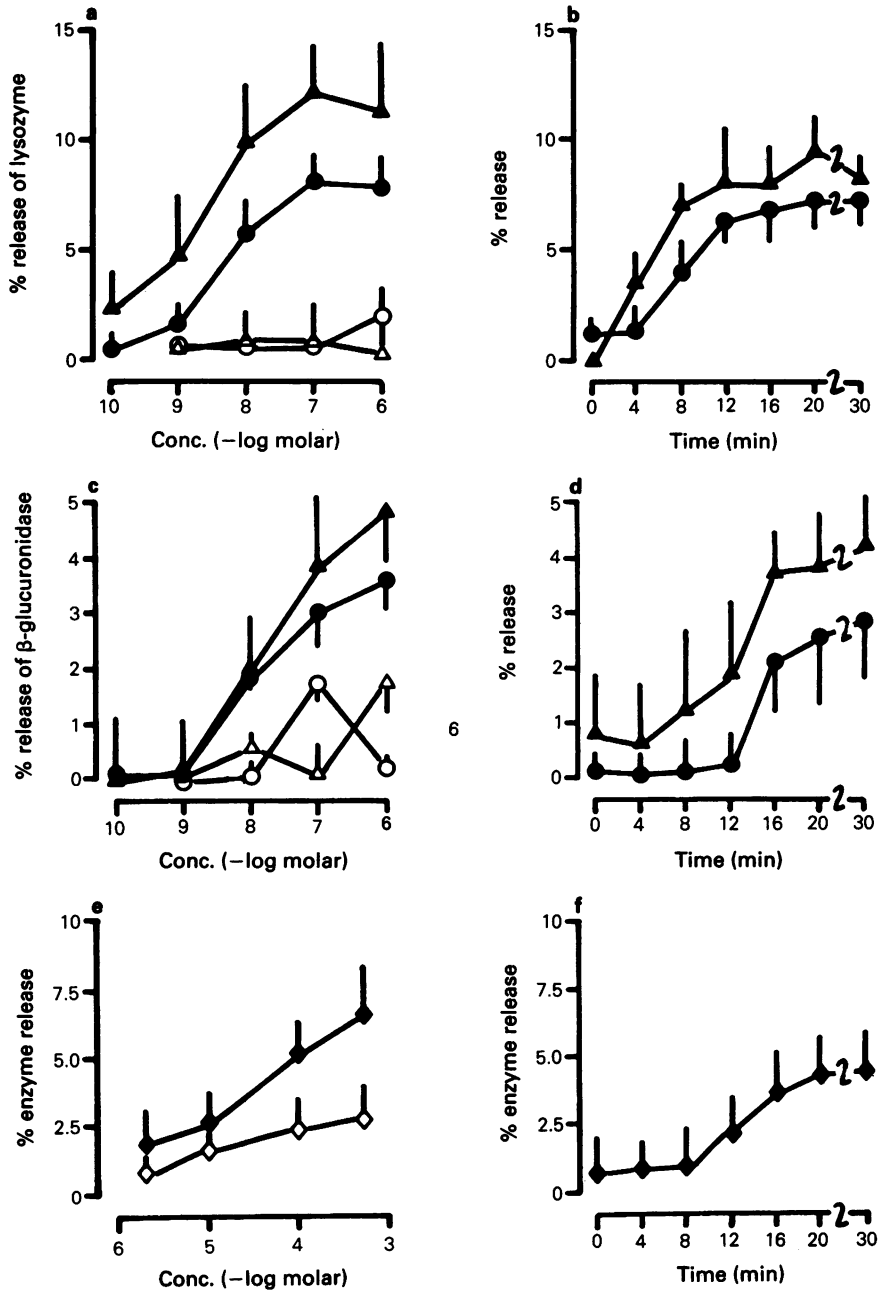 a
15
10
5
0
% release of lysozyme
10 9 8 7 6
Conc. (−log molar)
b
15
10
5
0
% release
0 4 8 12 16 20 30
Time (min)
c
5
4
3
2
1
0
% release of β-glucuronidase
10 9 8 7 6
Conc. (−log molar)
6
d
5
4
3
2
1
0
% release
0 4 8 12 16 20 30
Time (min)
e
10
7.5
5.0
2.5
0
% enzyme release
6 5 4 3
Conc. (−log molar)
f
10
7.5
5.0
2.5
0
% enzyme release
0 4 8 12 16 20 30
Time (min)